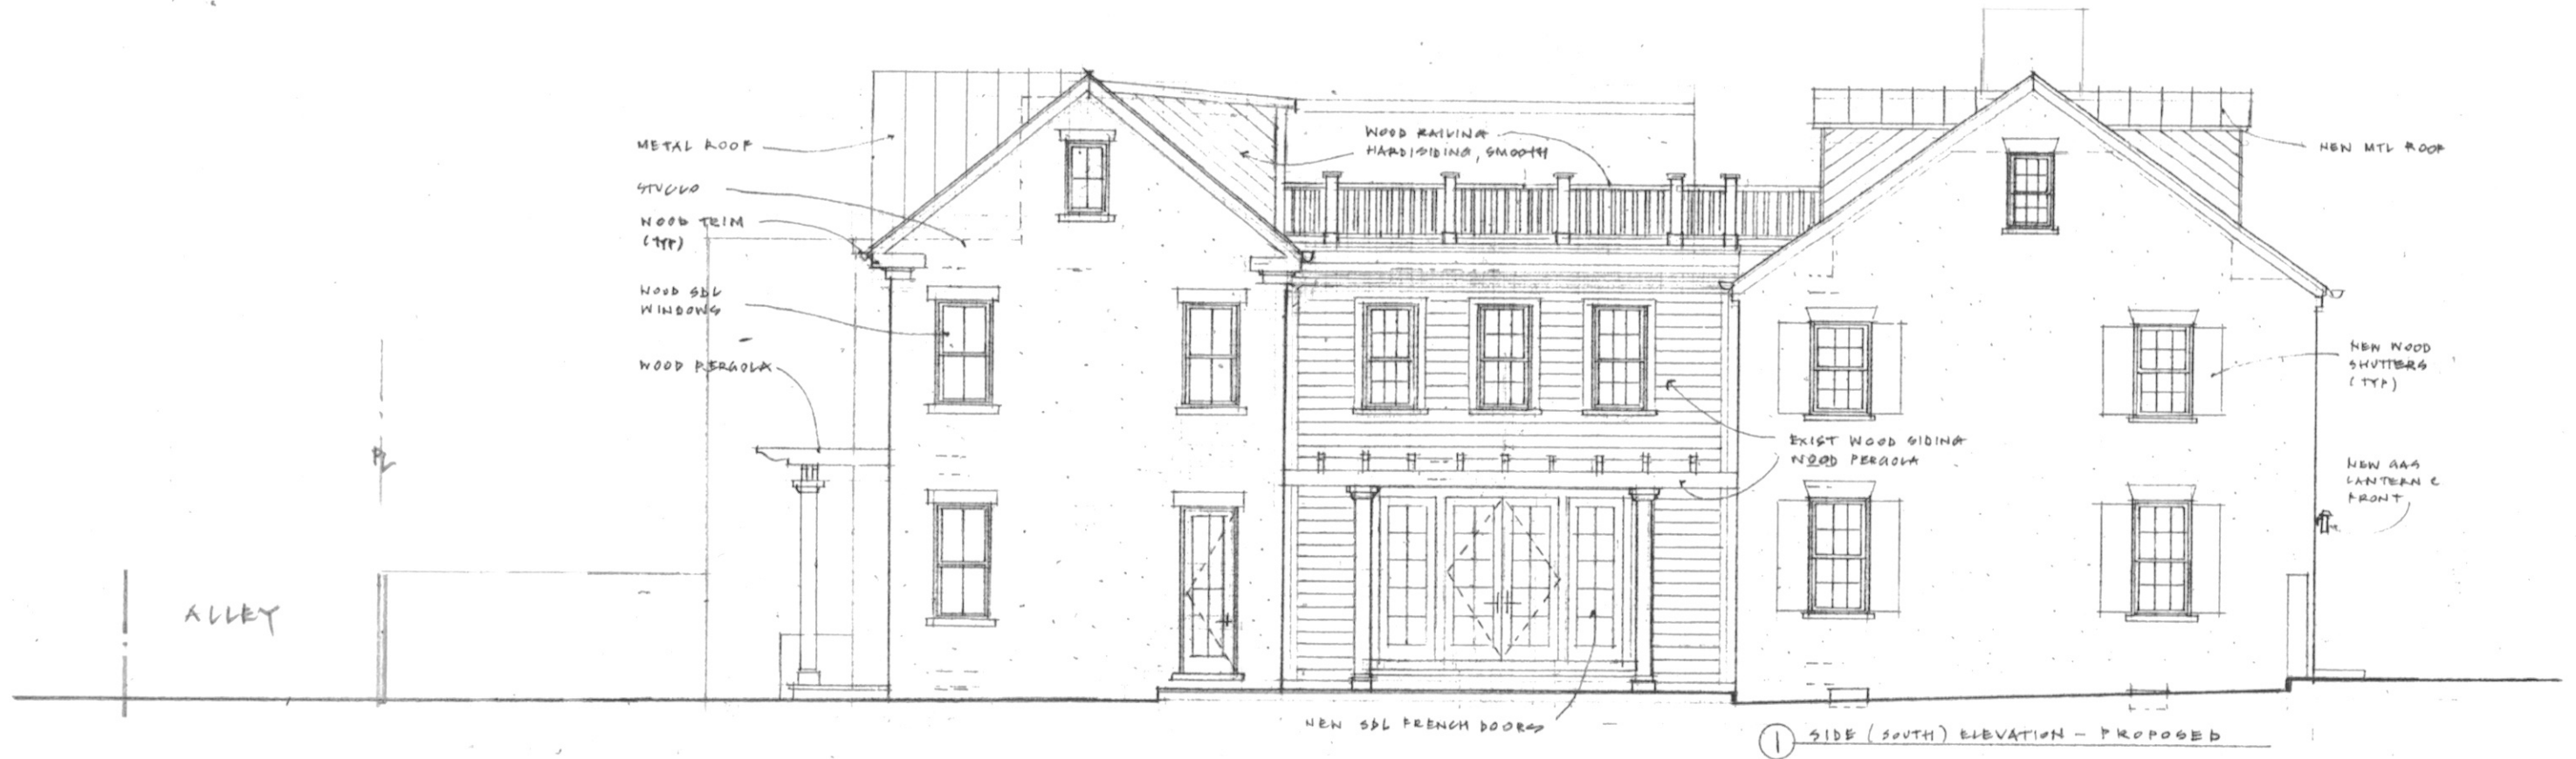 METAL ROOF
STUCCO
WOOD TRIM
(TYP)
WOOD SDL
WINDOWS
WOOD PERGOLA
PL
ALLEY
WOOD RAILING
HARDISIDING, SMOOTH
NEW MTL ROOF
NEW WOOD
SHUTTERS
(TYP)
EXIST WOOD SIDING
WOOD PERGOLA
NEW GAS
LANTERN @
FRONT
NEW SDL FRENCH DOORS
1 SIDE (SOUTH) ELEVATION - PROPOSED